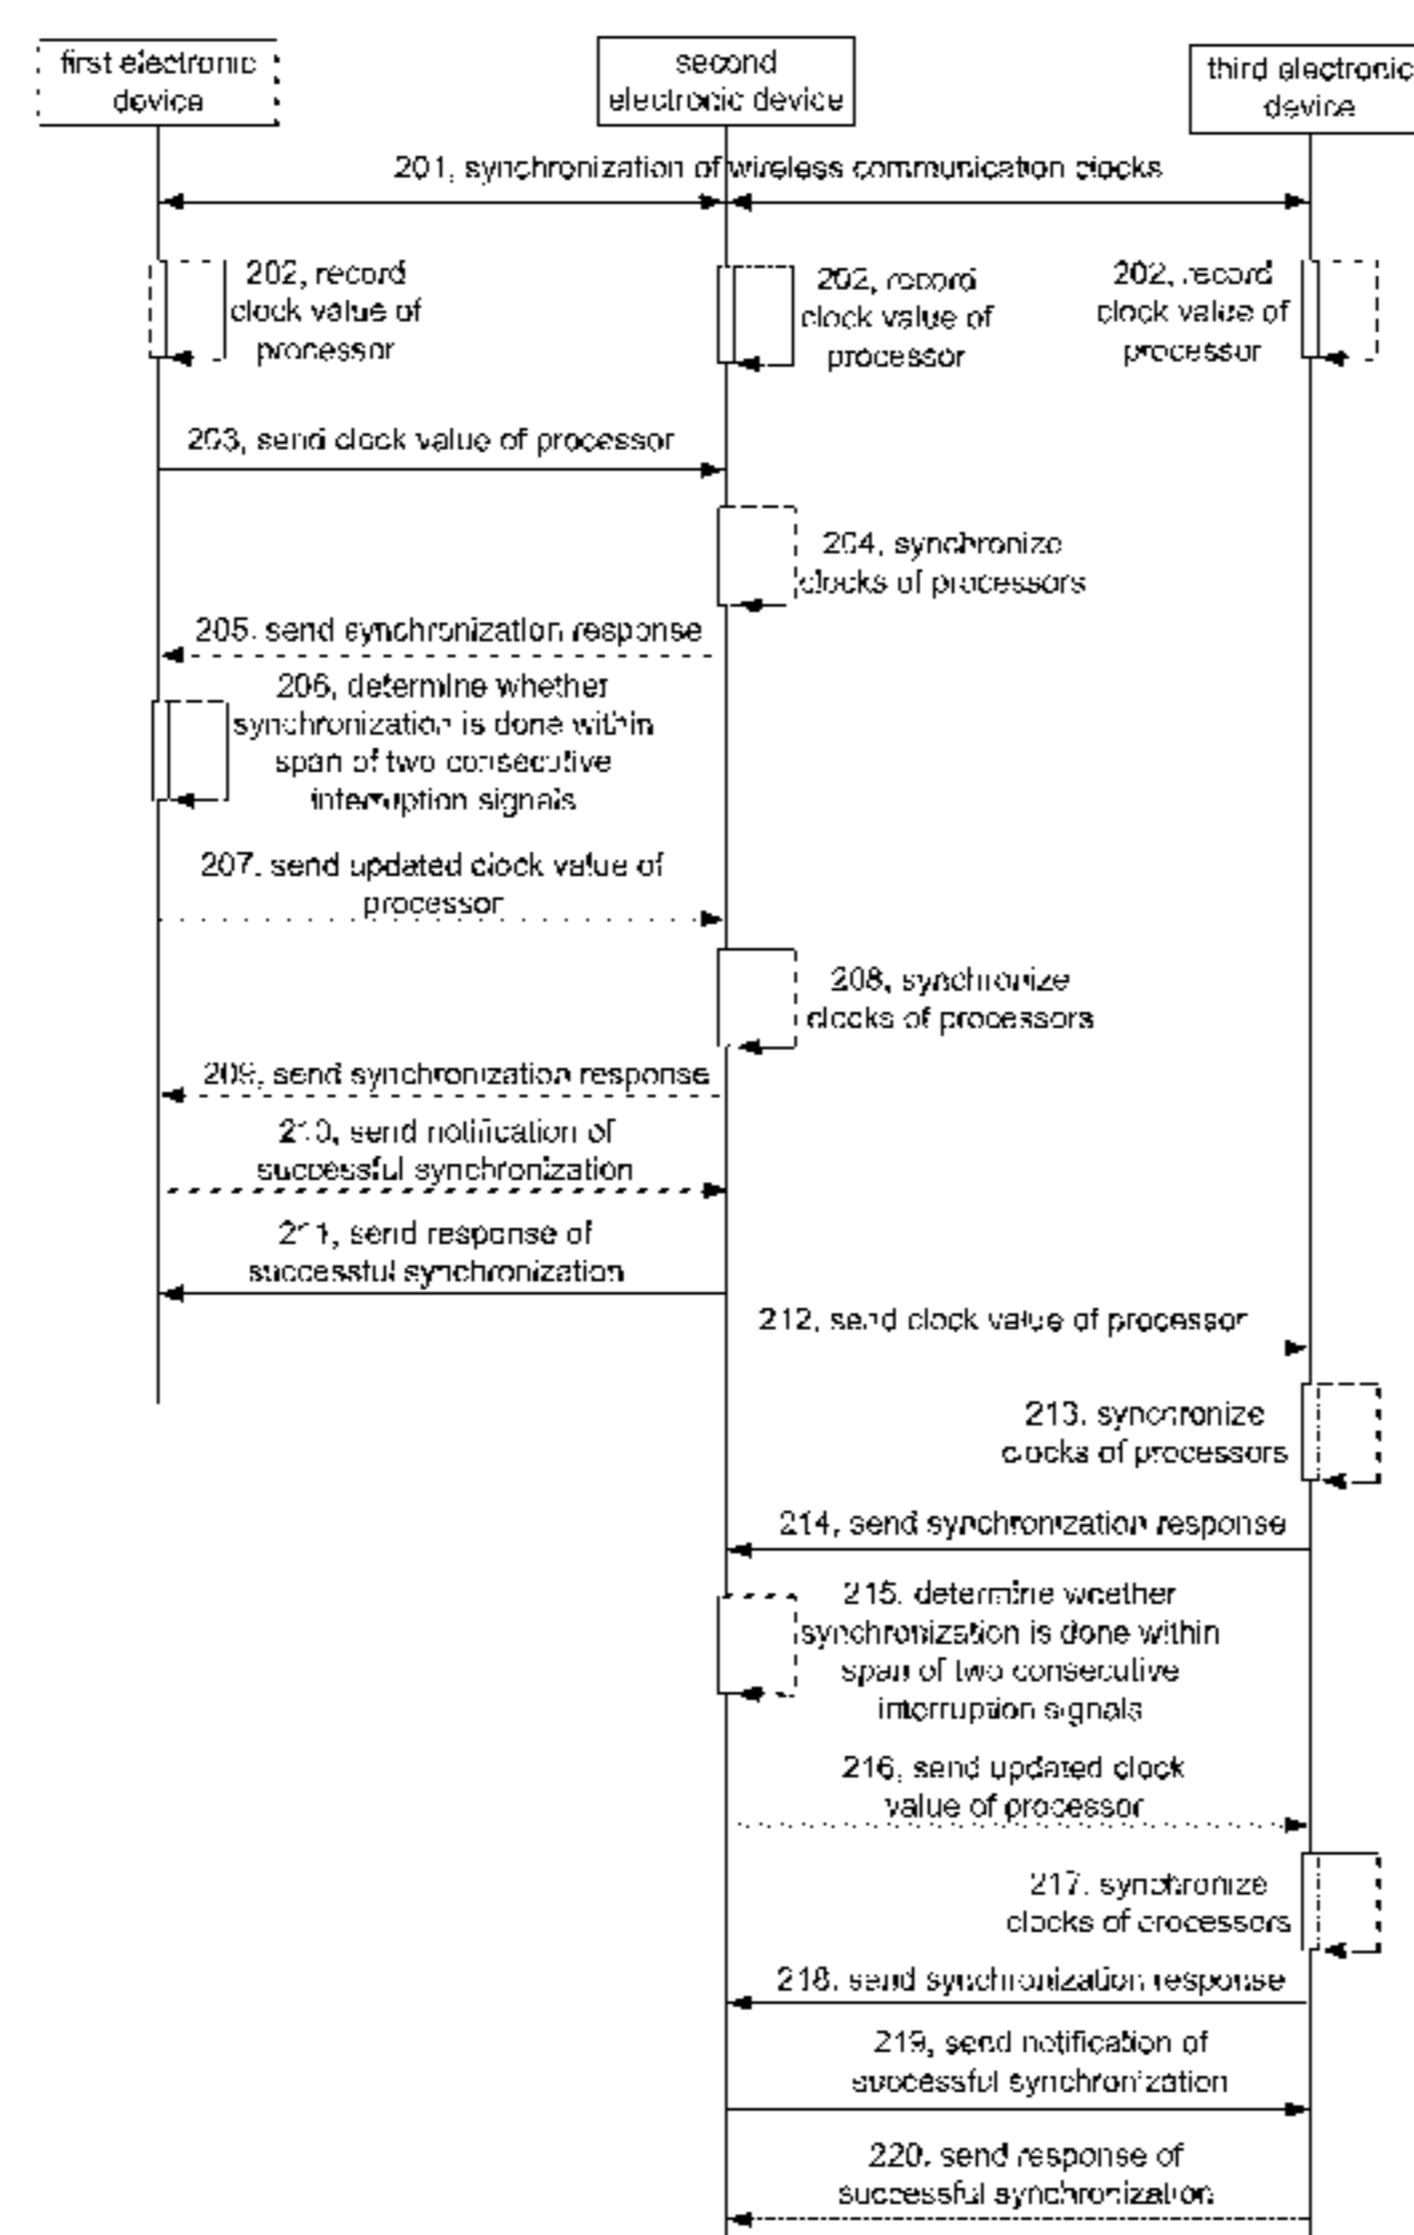 first electronic
device
second
electronic device
third electronic
device
201, synchronization of wireless communication clocks
202, record
clock value of
processor
202, record
clock value of
processor
202, record
clock value of
processor
203, send clock value of processor
204, synchronize
clocks of processors
205. send synchronization response
206, determine whether
synchronization is done within
span of two consecutive
interruption signals
207. send updated clock value of
processor
208, synchronize
clocks of processors
209, send synchronization response
210, send notification of
successful synchronization
211, send response of
successful synchronization
212, send clock value of processor
213. synchronize
clocks of processors
214, send synchronization response
215. determine whether
synchronization is done within
span of two consecutive
interruption signals
216, send updated clock
value of processor
217. synchronize
clocks of processors
218. send synchronization response
219, send notification of
successful synchronization
220. send response of
successful synchronization